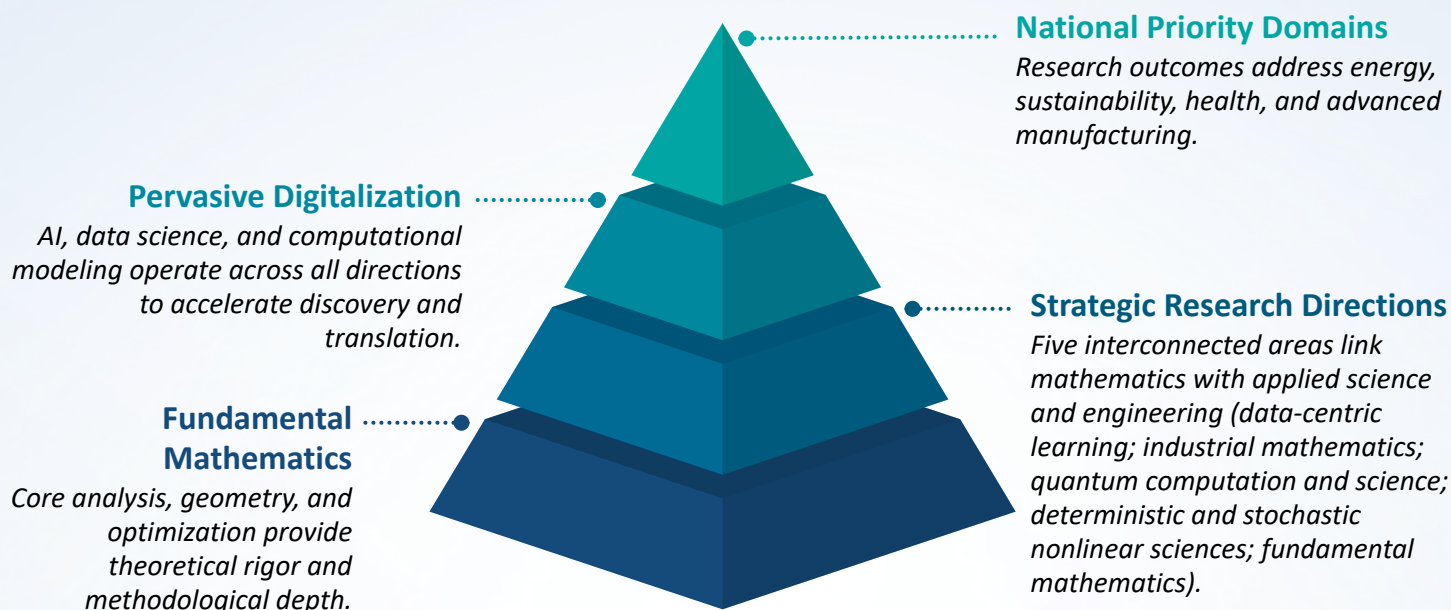 National Priority Domains
Research outcomes address energy,
sustainability, health, and advanced
manufacturing.
Pervasive Digitalization
AI, data science, and computational
modeling operate across all directions
to accelerate discovery and
translation.
Strategic Research Directions
Five interconnected areas link
mathematics with applied science
and engineering (data-centric
learning; industrial mathematics;
quantum computation and science;
deterministic and stochastic
nonlinear sciences; fundamental
mathematics).
Fundamental
Mathematics
Core analysis, geometry, and
optimization provide
theoretical rigor and
methodological depth.